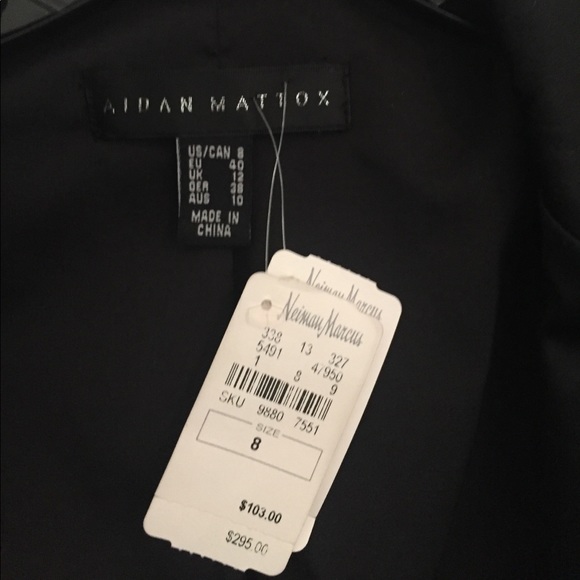 AIDAN MATTOX
US/CAN 8
EU 40
UK 12
GER 38
AUS 10
MADE IN
CHINA
Neiman Marcus
Neiman Marcus
338 13 327
5491 4/950
1 8 9
SKU 9880 7551
SIZE
8
$103.00
$295.00